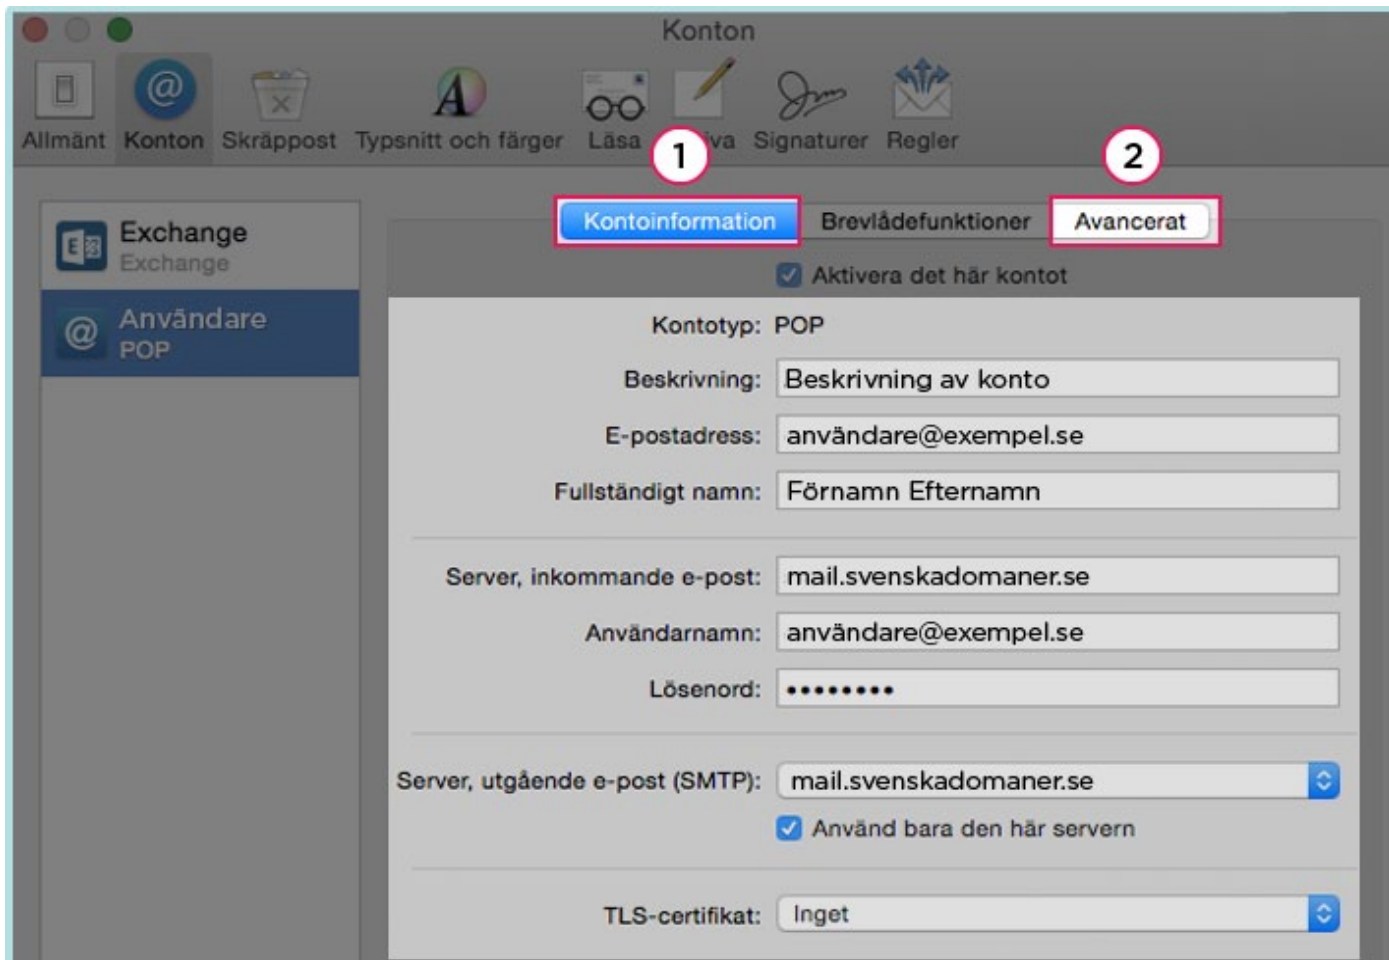 Konton
Allmänt Konton Skräppost Typsnitt och färger Läsa va Signaturer Regler
1 2
Kontoinformation Brevlådefunktioner Avancerat
Exchange
Exchange
Användare
POP
Aktivera det här kontot
Kontotyp: POP
Beskrivning: Beskrivning av konto
E-postadress: användare@exempel.se
Fullständigt namn: Förnamn Efternamn
Server, inkommande e-post: mail.svenskadomaner.se
Användarnamn: användare@exempel.se
Lösenord: ••••••••
Server, utgående e-post (SMTP): mail.svenskadomaner.se
Använd bara den här servern
TLS-certifikat: Inget